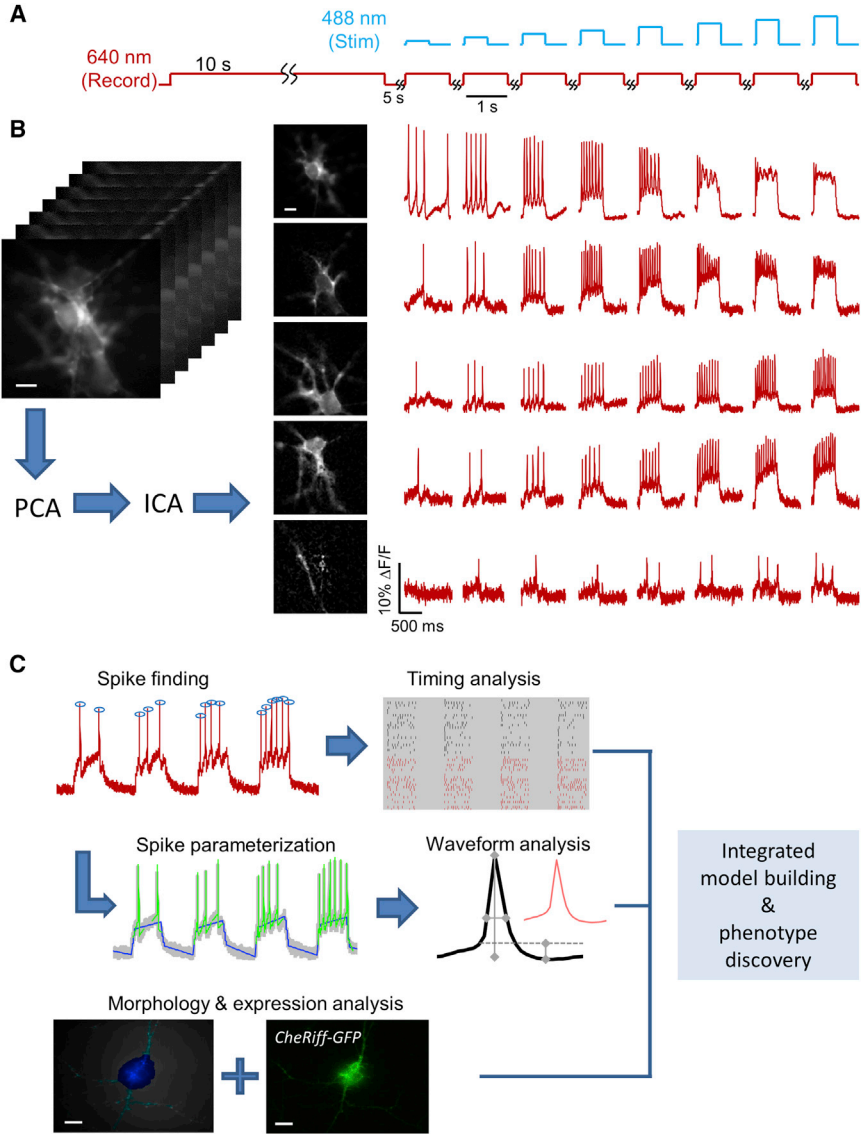 A
488 nm
(Stim)
640 nm
(Record)
10 s
5 s
1 s
B
PCA
ICA
10% ΔF/F
500 ms
C
Spike finding
Timing analysis
Spike parameterization
Waveform analysis
Integrated
model building
&
phenotype
discovery
Morphology & expression analysis
CheRiff-GFP